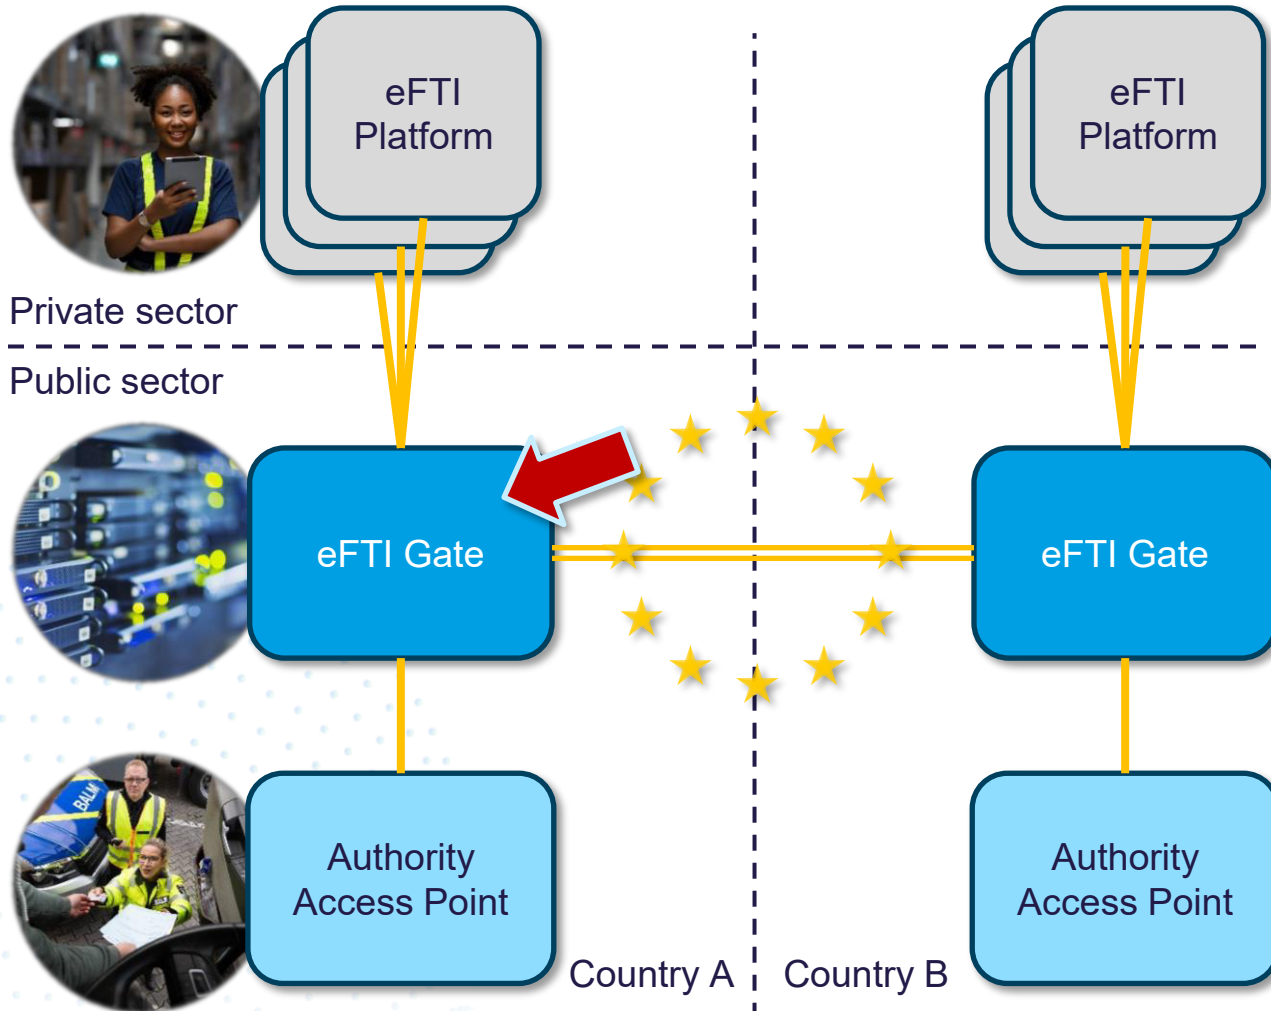 eFTI
Platform
eFTI
Platform
Private sector
Public sector
eFTI Gate
eFTI Gate
BALM
Authority
Access Point
Authority
Access Point
Country A
Country B